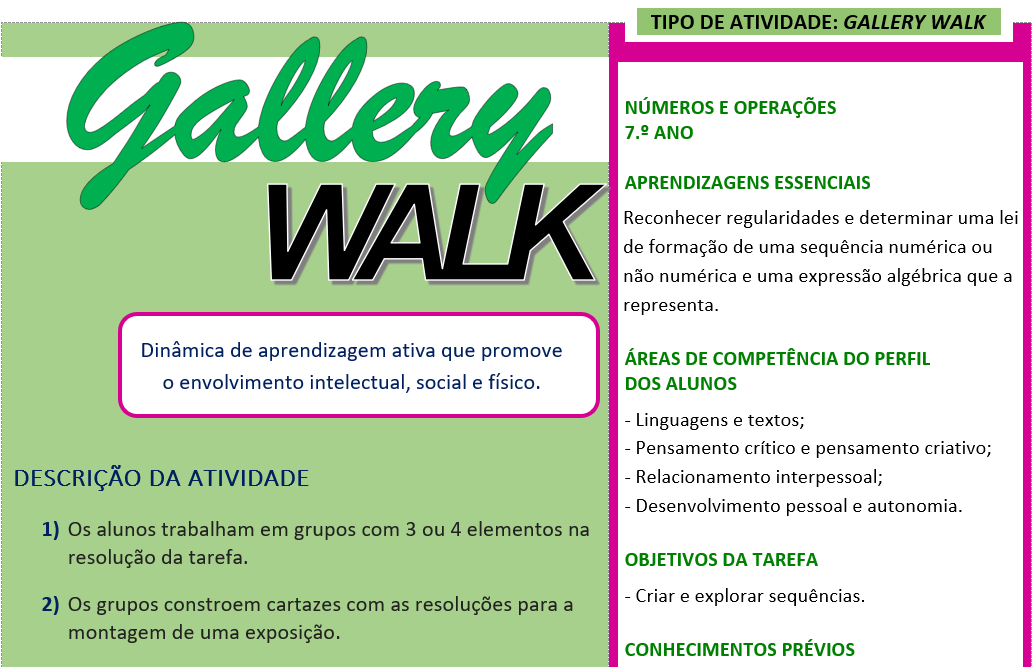 Gallery
WALK
Dinâmica de aprendizagem ativa que promove
o envolvimento intelectual, social e físico.
DESCRIÇÃO DA ATIVIDADE
1) Os alunos trabalham em grupos com 3 ou 4 elementos na
resolução da tarefa.
2) Os grupos constroem cartazes com as resoluções para a
montagem de uma exposição.
TIPO DE ATIVIDADE: GALLERY WALK
NÚMEROS E OPERAÇÕES
7.º ANO
APRENDIZAGENS ESSENCIAIS
Reconhecer regularidades e determinar uma lei
de formação de uma sequência numérica ou
não numérica e uma expressão algébrica que a
representa.
ÁREAS DE COMPETÊNCIA DO PERFIL
DOS ALUNOS
- Linguagens e textos;
- Pensamento crítico e pensamento criativo;
- Relacionamento interpessoal;
- Desenvolvimento pessoal e autonomia.
OBJETIVOS DA TAREFA
- Criar e explorar sequências.
CONHECIMENTOS PRÉVIOS